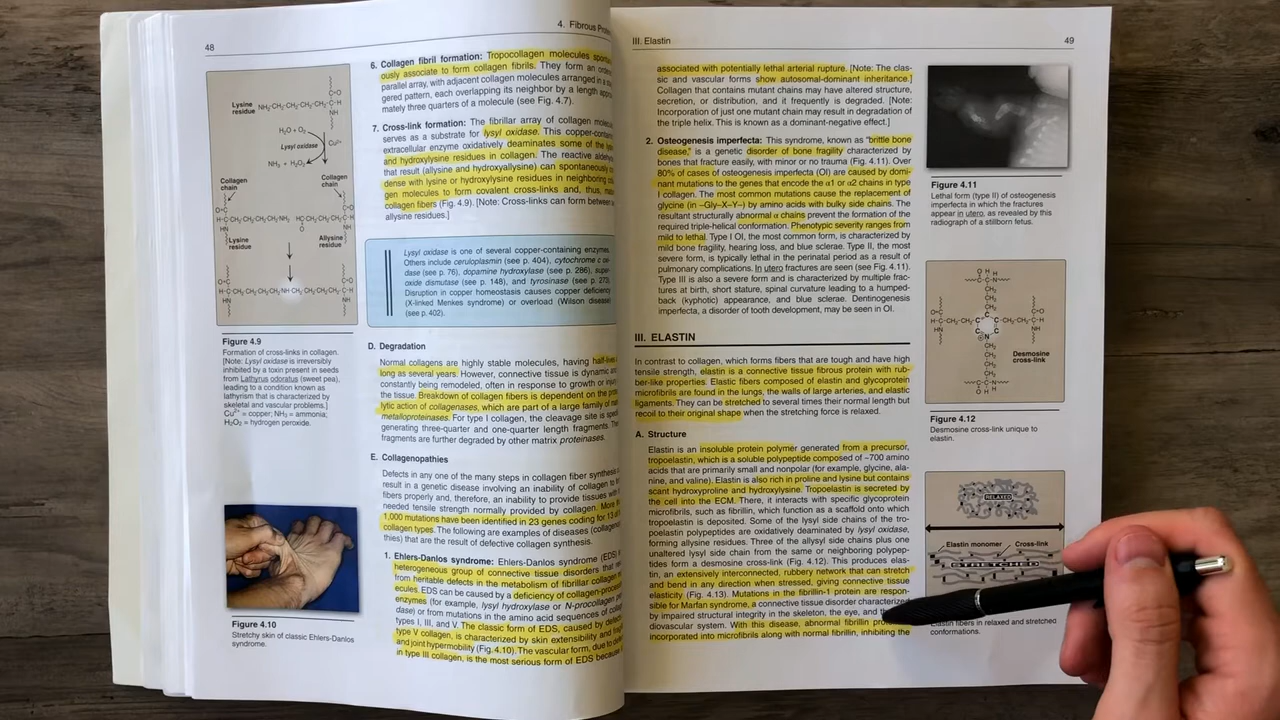 48
4. Fibrous
Lysine
residue
H₂O + O₂
Lysyl oxidase
Cu²⁺
NH₃ + H₂O₂
Collagen
chain
Collagen
chain
Lysine
residue
Allysine
residue
Figure 4.9
Formation of cross-links in collagen.
[Note: Lysyl oxidase is irreversibly
inhibited by a toxin present in seeds
from Lathyrus odoratus (sweet pea),
leading to a condition known as
lathyrism that is characterized by
skeletal and vascular problems.]
Cu²⁺ = copper; NH₃ = ammonia;
H₂O₂ = hydrogen peroxide.
Figure 4.10
Stretchy skin of classic Ehlers-Danlos
syndrome.
6. Collagen fibril formation: Tropocollagen molecules
ously associate to form collagen fibrils. They form an
parallel array, with adjacent collagen molecules arranged in a
gered pattern, each overlapping its neighbor by a length
mately three quarters of a molecule (see Fig. 4.7).
7. Cross-link formation: The fibrillar array of collagen
serves as a substrate for lysyl oxidase. This
extracellular enzyme oxidatively deaminates some of the
and hydroxylysine residues in collagen. The reactive
that result (allysine and hydroxyallysine) can spontaneously
dense with lysine or hydroxylysine residues in neighboring
gen molecules to form covalent cross-links and, thus,
collagen fibers (Fig. 4.9). [Note: Cross-links can form between
allysine residues.]
Lysyl oxidase is one of several copper-containing enzymes.
Others include ceruloplasmin (see p. 404), cytochrome c ox-
dase (see p. 76), dopamine hydroxylase (see p. 286), super-
oxide dismutase (see p. 148), and tyrosinase (see p. 273).
Disruption in copper homeostasis causes copper deficiency
(X-linked Menkes syndrome) or overload (Wilson disease)
(see p. 402).
D. Degradation
Normal collagens are highly stable molecules, having
long as several years. However, connective tissue is dynamic
constantly being remodeled, often in response to growth or
the tissue. Breakdown of collagen fibers is dependent on the
lytic action of collagenases, which are part of a large family of
metalloproteinases. For type I collagen, the cleavage site is
generating three-quarter and one-quarter length fragments. The
fragments are further degraded by other matrix proteinases.
E. Collagenopathies
Defects in any one of the many steps in collagen fiber synthesis
result in a genetic disease involving an inability of collagen to
fibers properly and, therefore, an inability to provide tissues with
needed tensile strength normally provided by collagen. More
1,000 mutations have been identified in 23 genes coding for 13 of
collagen types. The following are examples of diseases
thies) that are the result of defective collagen synthesis.
1. Ehlers-Danlos syndrome: Ehlers-Danlos syndrome (EDS)
heterogeneous group of connective tissue disorders that
from heritable defects in the metabolism of fibrillar collagen
ecules. EDS can be caused by a deficiency of
enzymes (for example, lysyl hydroxylase or N-procollagen
dase) or from mutations in the amino acid sequences of
types I, III, and V. The classic form of EDS, caused by
type V collagen, is characterized by skin extensibility and
and joint hypermobility (Fig. 4.10). The vascular form, due to
in type III collagen, is the most serious form of EDS because
III. Elastin
49
associated with potentially lethal arterial rupture. [Note: The clas-
sic and vascular forms show autosomal-dominant inheritance.]
Collagen that contains mutant chains may have altered structure,
secretion, or distribution, and it frequently is degraded. [Note:
Incorporation of just one mutant chain may result in degradation of
the triple helix. This is known as a dominant-negative effect.]
2. Osteogenesis imperfecta: This syndrome, known as "brittle bone
disease," is a genetic disorder of bone fragility characterized by
bones that fracture easily, with minor or no trauma (Fig. 4.11). Over
80% of cases of osteogenesis imperfecta (OI) are caused by domi-
nant mutations to the genes that encode the α1 or α2 chains in type
I collagen. The most common mutations cause the replacement of
glycine (in –Gly–X–Y–) by amino acids with bulky side chains. The
resultant structurally abnormal α chains prevent the formation of the
required triple-helical conformation. Phenotypic severity ranges from
mild to lethal. Type I OI, the most common form, is characterized by
mild bone fragility, hearing loss, and blue sclerae. Type II, the most
severe form, is typically lethal in the perinatal period as a result of
pulmonary complications. In utero fractures are seen (see Fig. 4.11).
Type III is also a severe form and is characterized by multiple frac-
tures at birth, short stature, spinal curvature leading to a humped-
back (kyphotic) appearance, and blue sclerae. Dentinogenesis
imperfecta, a disorder of tooth development, may be seen in OI.
III. ELASTIN
In contrast to collagen, which forms fibers that are tough and have high
tensile strength, elastin is a connective tissue fibrous protein with rub-
ber-like properties. Elastic fibers composed of elastin and glycoprotein
microfibrils are found in the lungs, the walls of large arteries, and elastic
ligaments. They can be stretched to several times their normal length but
recoil to their original shape when the stretching force is relaxed.
A. Structure
Elastin is an insoluble protein polymer generated from a precursor,
tropoelastin, which is a soluble polypeptide composed of ~700 amino
acids that are primarily small and nonpolar (for example, glycine, ala-
nine, and valine). Elastin is also rich in proline and lysine but contains
scant hydroxyproline and hydroxylysine. Tropoelastin is secreted by
the cell into the ECM. There, it interacts with specific glycoprotein
microfibrils, such as fibrillin, which function as a scaffold onto which
tropoelastin is deposited. Some of the lysyl side chains of the tro-
poelastin polypeptides are oxidatively deaminated by lysyl oxidase,
forming allysine residues. Three of the allysyl side chains plus one
unaltered lysyl side chain from the same or neighboring polypep-
tides form a desmosine cross-link (Fig. 4.12). This produces elas-
tin, an extensively interconnected, rubbery network that can stretch
and bend in any direction when stressed, giving connective tissue
elasticity (Fig. 4.13). Mutations in the fibrillin-1 protein are respon-
sible for Marfan syndrome, a connective tissue disorder characterized
by impaired structural integrity in the skeleton, the eye, and
diovascular system. With this disease, abnormal fibrillin
incorporated into microfibrils along with normal fibrillin, inhibiting the
Figure 4.11
Lethal form (type II) of osteogenesis
imperfecta in which the fractures
appear in utero, as revealed by this
radiograph of a stillborn fetus.
Desmosine
cross-link
Figure 4.12
Desmosine cross-link unique to
elastin.
RELAXED
Elastin monomer
Cross-link
STRETCHED
Elastin fibers in relaxed and stretched
conformations.